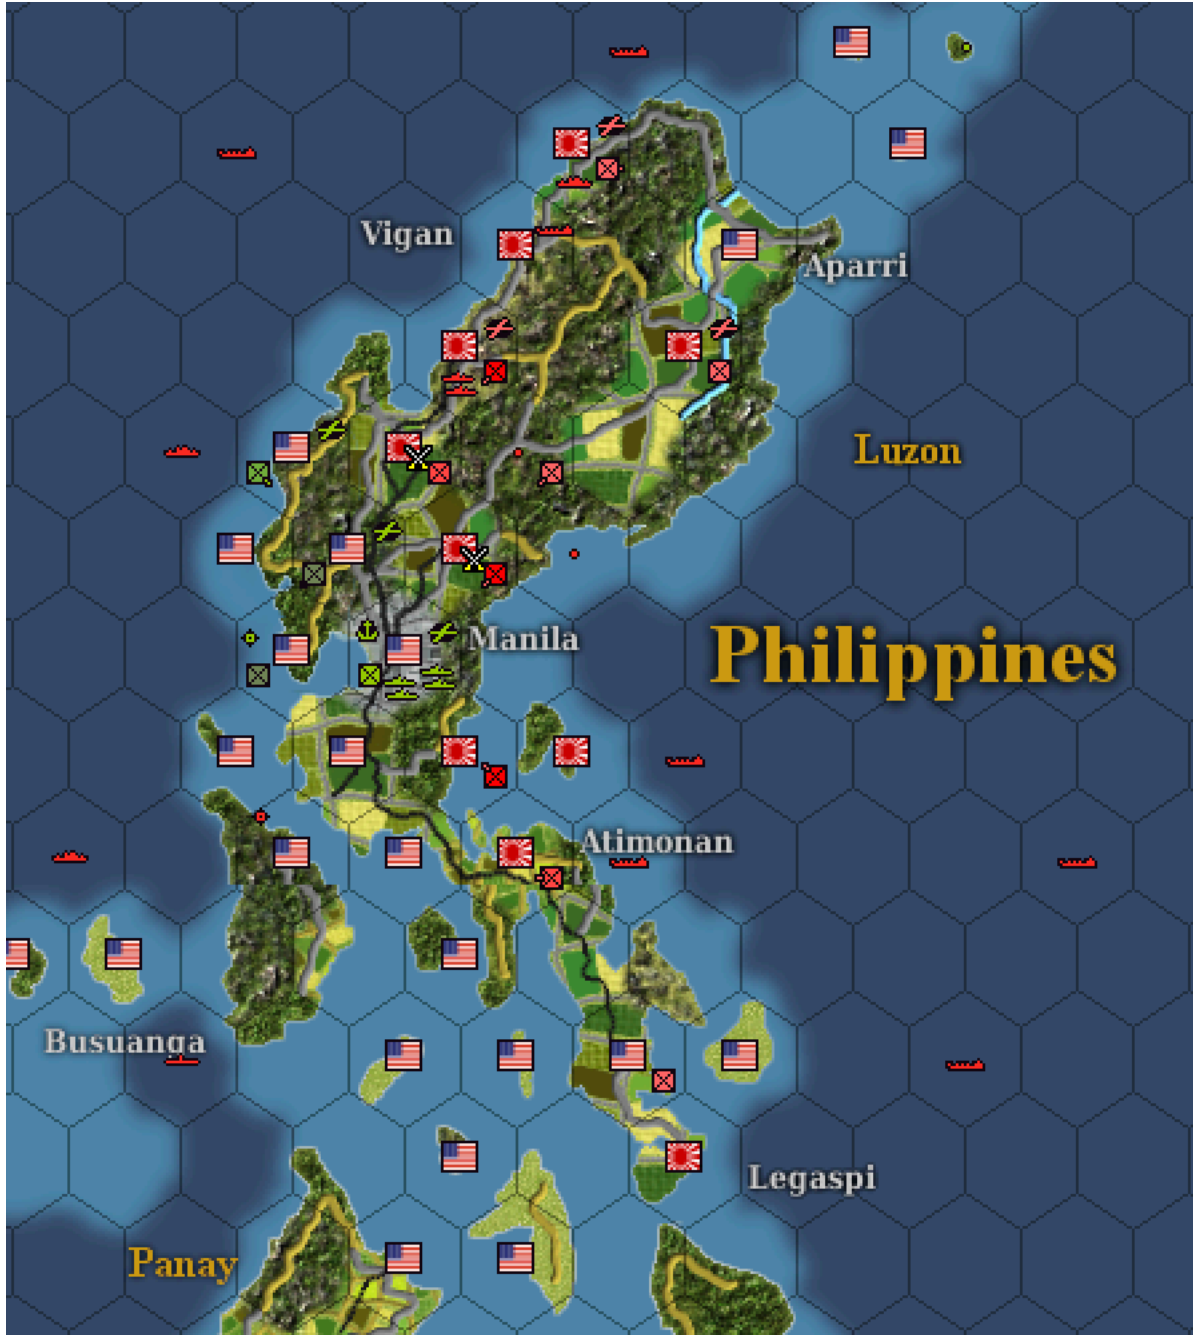 Vigan
Aparri
Luzon
Manila
Philippines
Atimonan
Busuanga
Legaspi
Panay